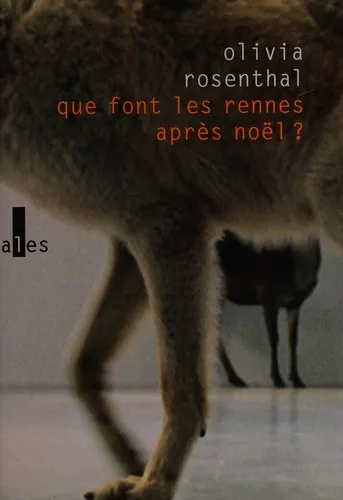 olivia
rosenthal
que font les rennes
après noël ?
ales